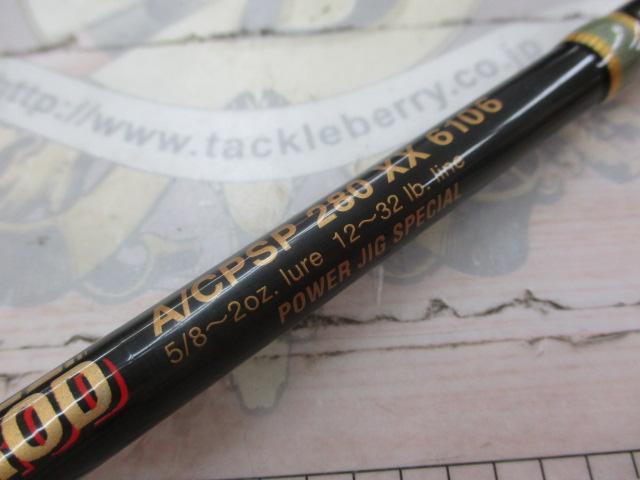 http://www.tackleberry.co.jp
A/CPSP 280 XX 6106
5/8～2oz. lure 12～32 lb. line
POWER JIG SPECIAL